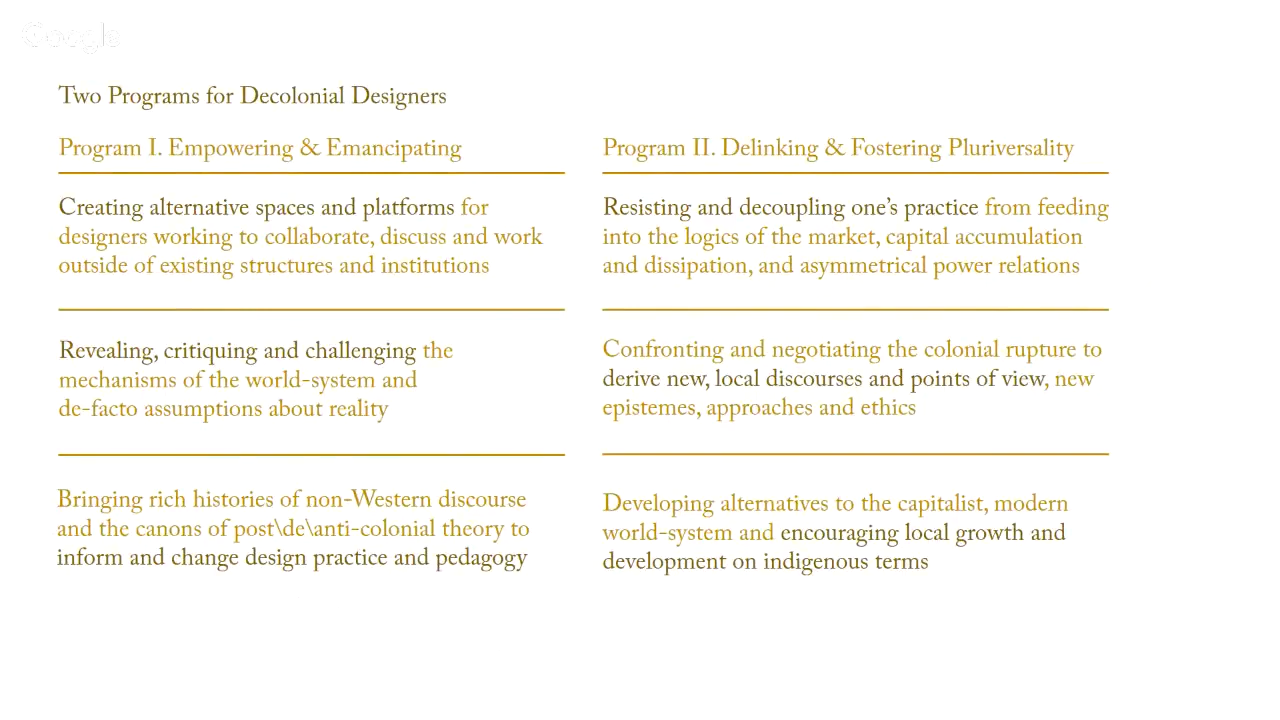 Google
Two Programs for Decolonial Designers
Program I. Empowering & Emancipating
Creating alternative spaces and platforms for
designers working to collaborate, discuss and work
outside of existing structures and institutions
Revealing, critiquing and challenging the
mechanisms of the world-system and
de-facto assumptions about reality
Bringing rich histories of non-Western discourse
and the canons of post\de\anti-colonial theory to
inform and change design practice and pedagogy
Program II. Delinking & Fostering Pluriversality
Resisting and decoupling one’s practice from feeding
into the logics of the market, capital accumulation
and dissipation, and asymmetrical power relations
Confronting and negotiating the colonial rupture to
derive new, local discourses and points of view, new
epistemes, approaches and ethics
Developing alternatives to the capitalist, modern
world-system and encouraging local growth and
development on indigenous terms